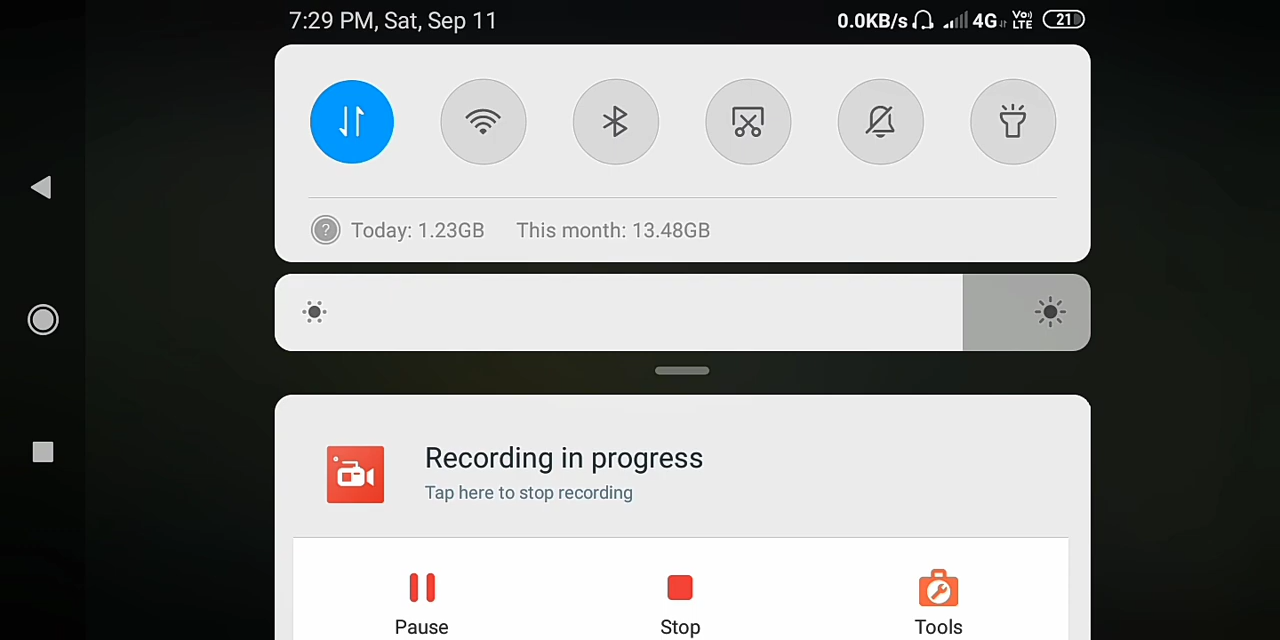 7:29 PM, Sat, Sep 11 0.0KB/s 4G Vo) LTE 21
? Today: 1.23GB This month: 13.48GB
Recording in progress
Tap here to stop recording
Pause Stop Tools